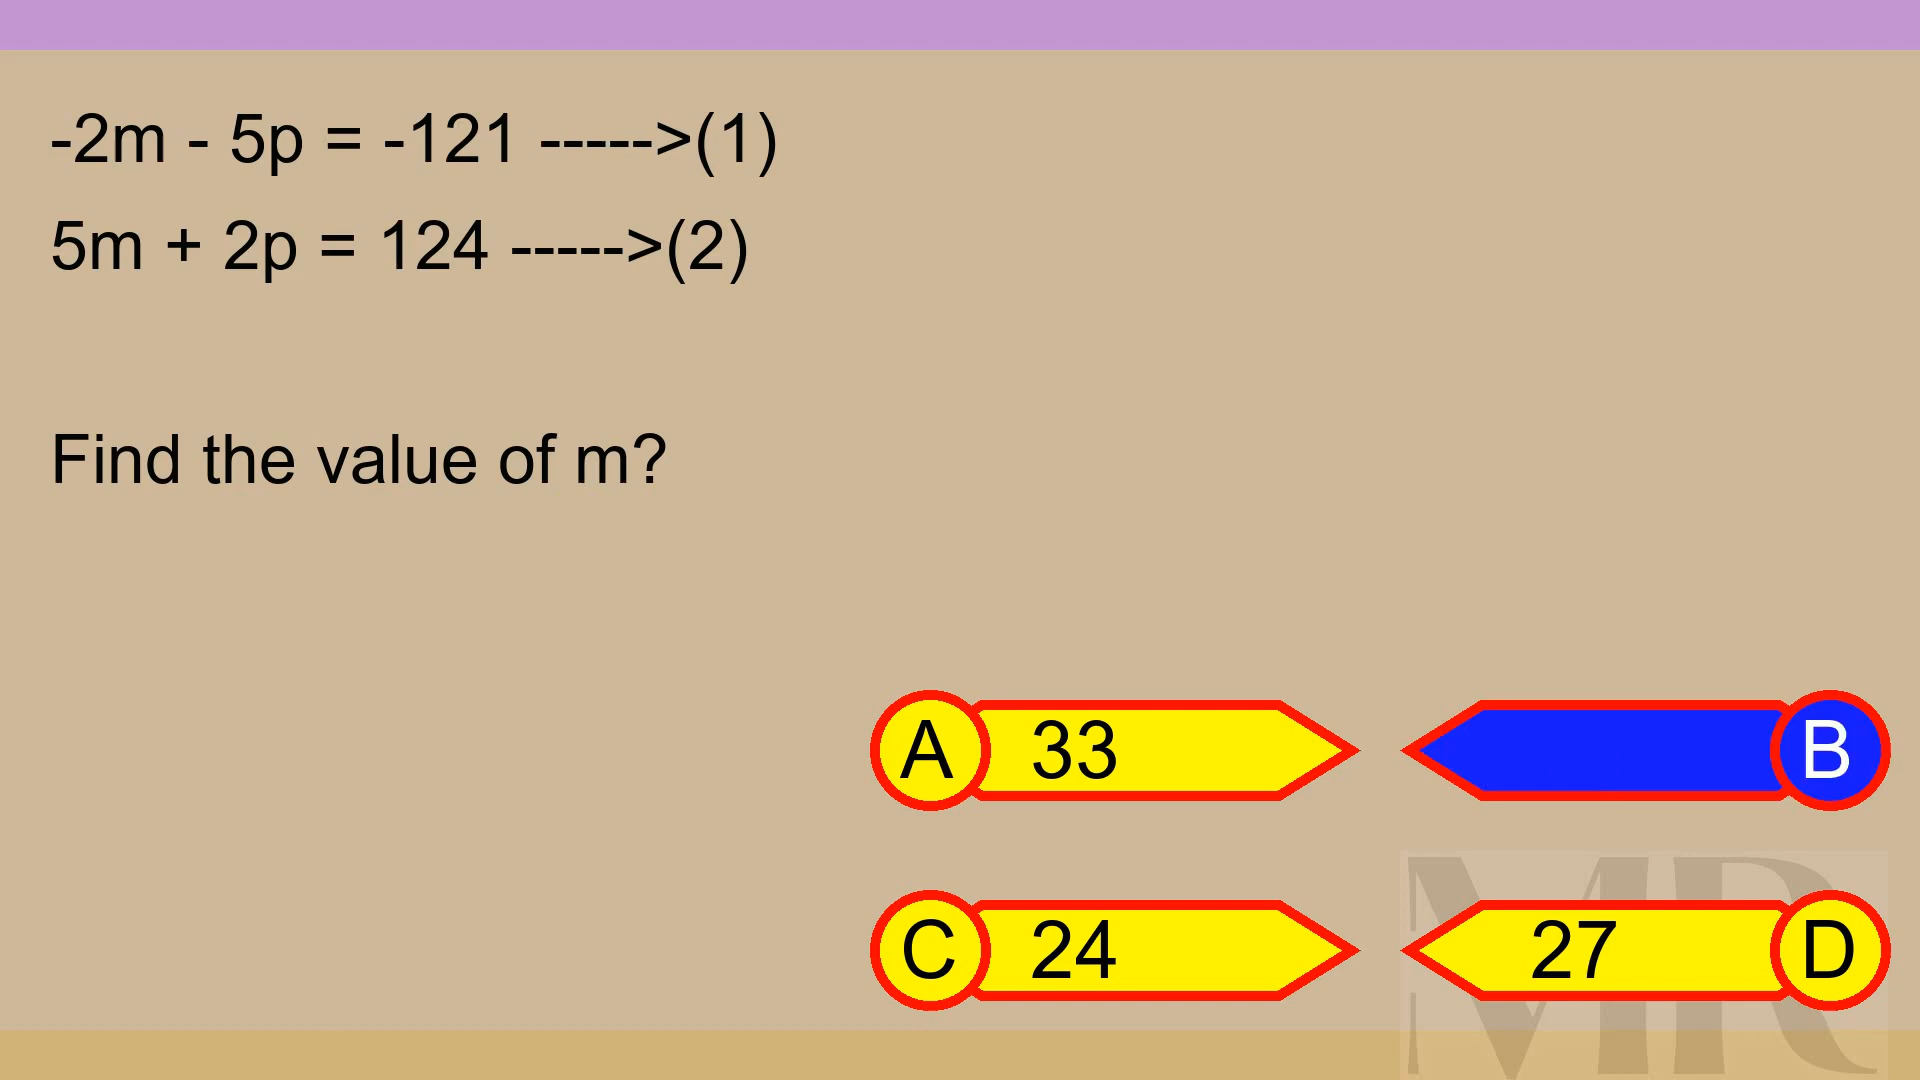 -2m - 5p = -121 ----->(1)
5m + 2p = 124 ----->(2)
Find the value of m?
A 33
B
C 24
27 D
MR